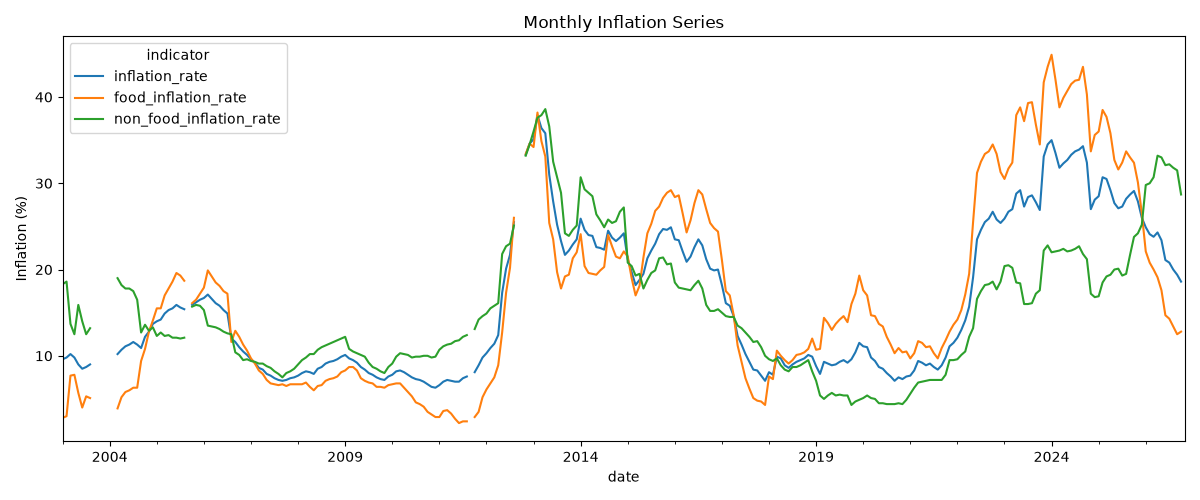 Monthly Inflation Series
indicator
inflation_rate
food_inflation_rate
non_food_inflation_rate
Inflation (%)
40
30
20
10
2004
2009
2014
2019
2024
date